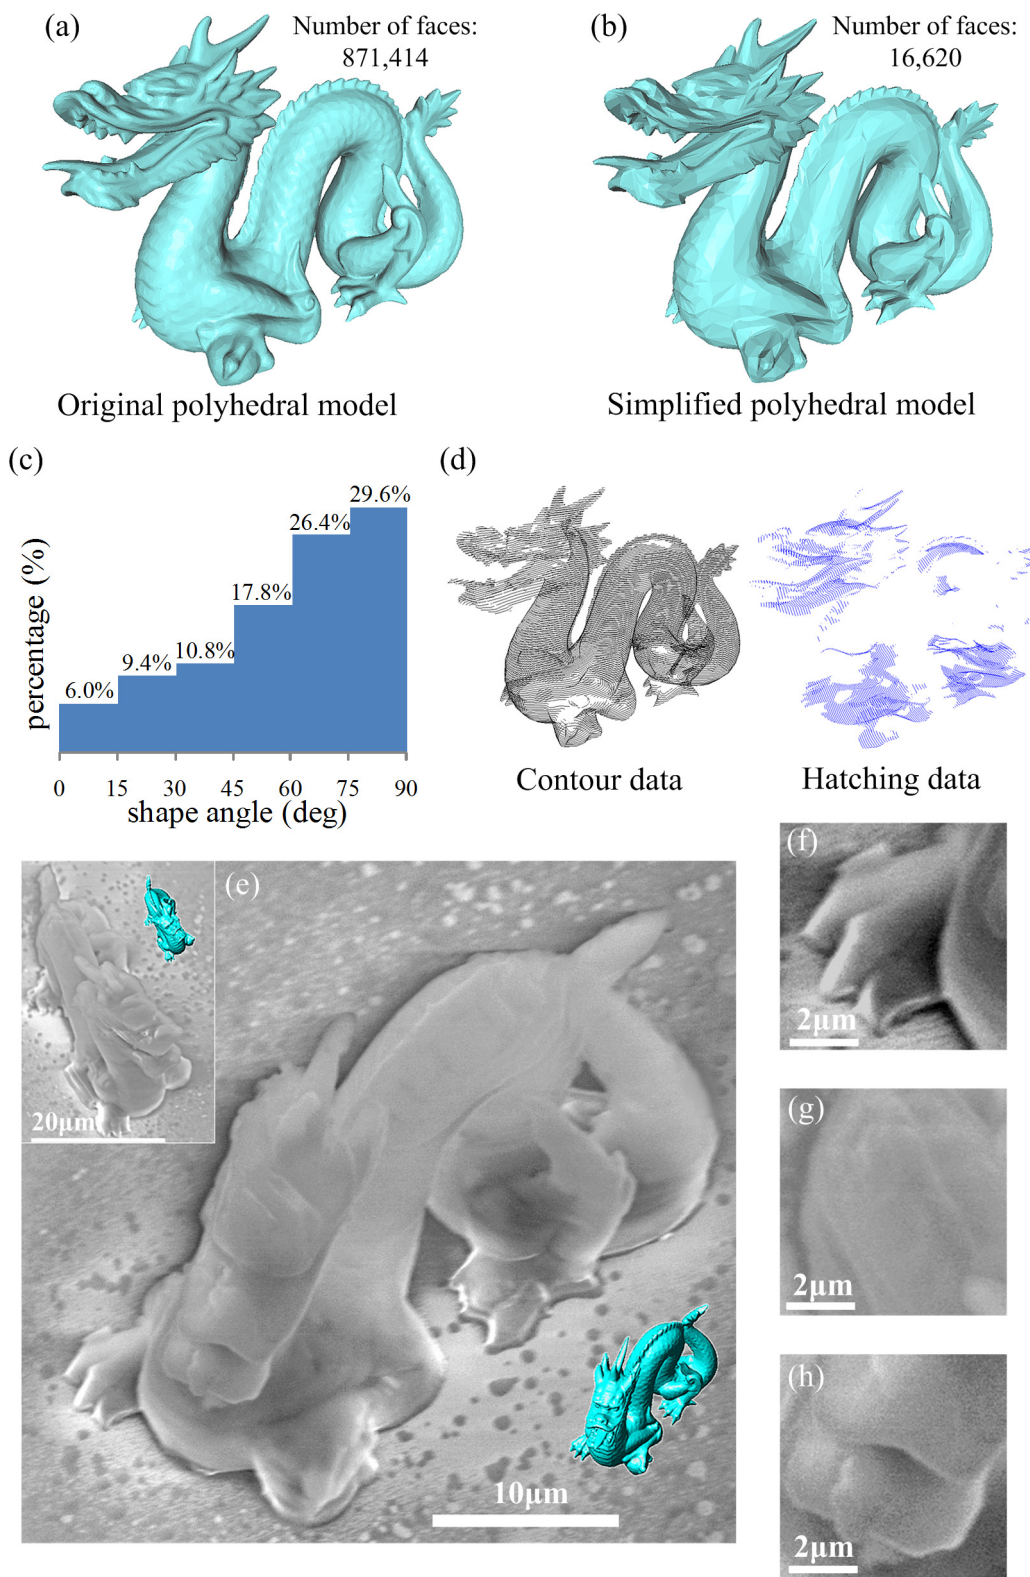 (a)
Number of faces:
871,414
(b)
Number of faces:
16,620
Original polyhedral model
Simplified polyhedral model
(c)
percentage (%)
6.0%
9.4%
10.8%
17.8%
26.4%
29.6%
0 15 30 45 60 75 90
shape angle (deg)
(d)
Contour data
Hatching data
(e)
20μm
10μm
(f)
2μm
(g)
2μm
(h)
2μm